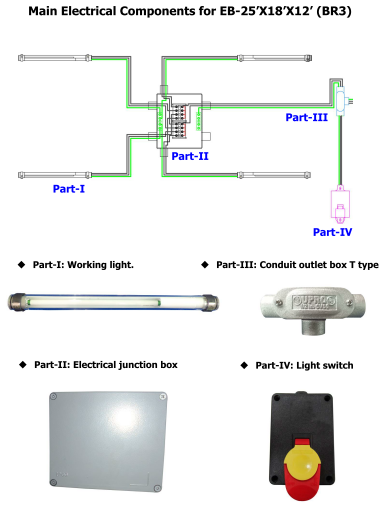 Main Electrical Components for EB-25’X18’X12’ (BR3)
Part-III
Part-II
Part-I
Part-IV
◆ Part-I: Working light.
◆ Part-III: Conduit outlet box T type
◆ Part-II: Electrical junction box
◆ Part-IV: Light switch